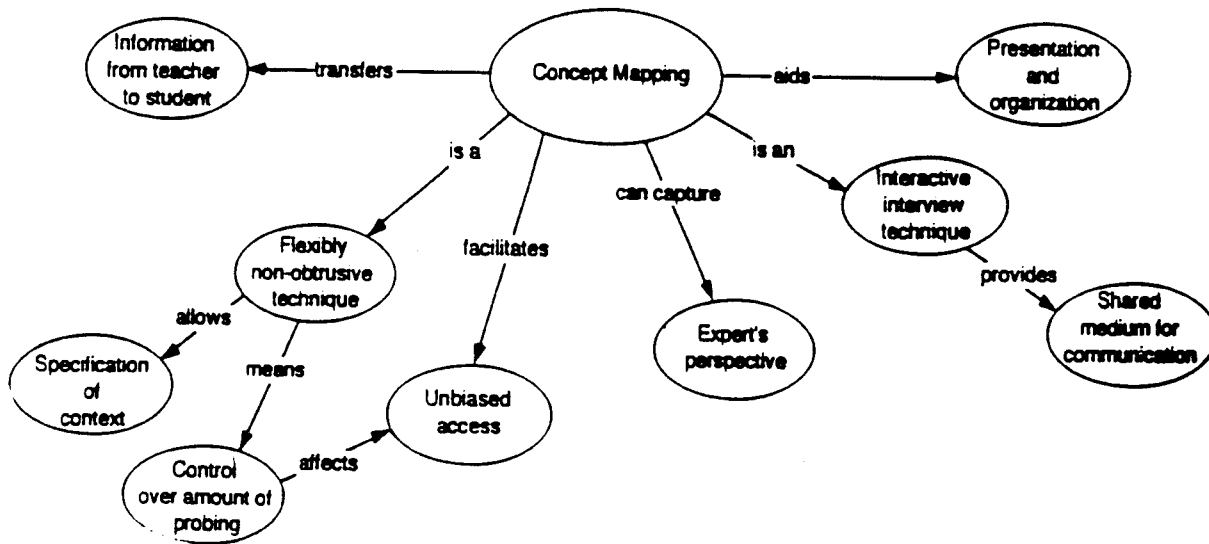 Information
from teacher
to student
transfers
Concept Mapping
aids
Presentation
and
organization
is a
is an
can capture
Interactive
interview
technique
facilitates
Flexibly
non-obtrusive
technique
provides
allows
Shared
medium for
communication
Expert's
perspective
Specification
of
context
means
Unbiased
access
affects
Control
over amount of
probing